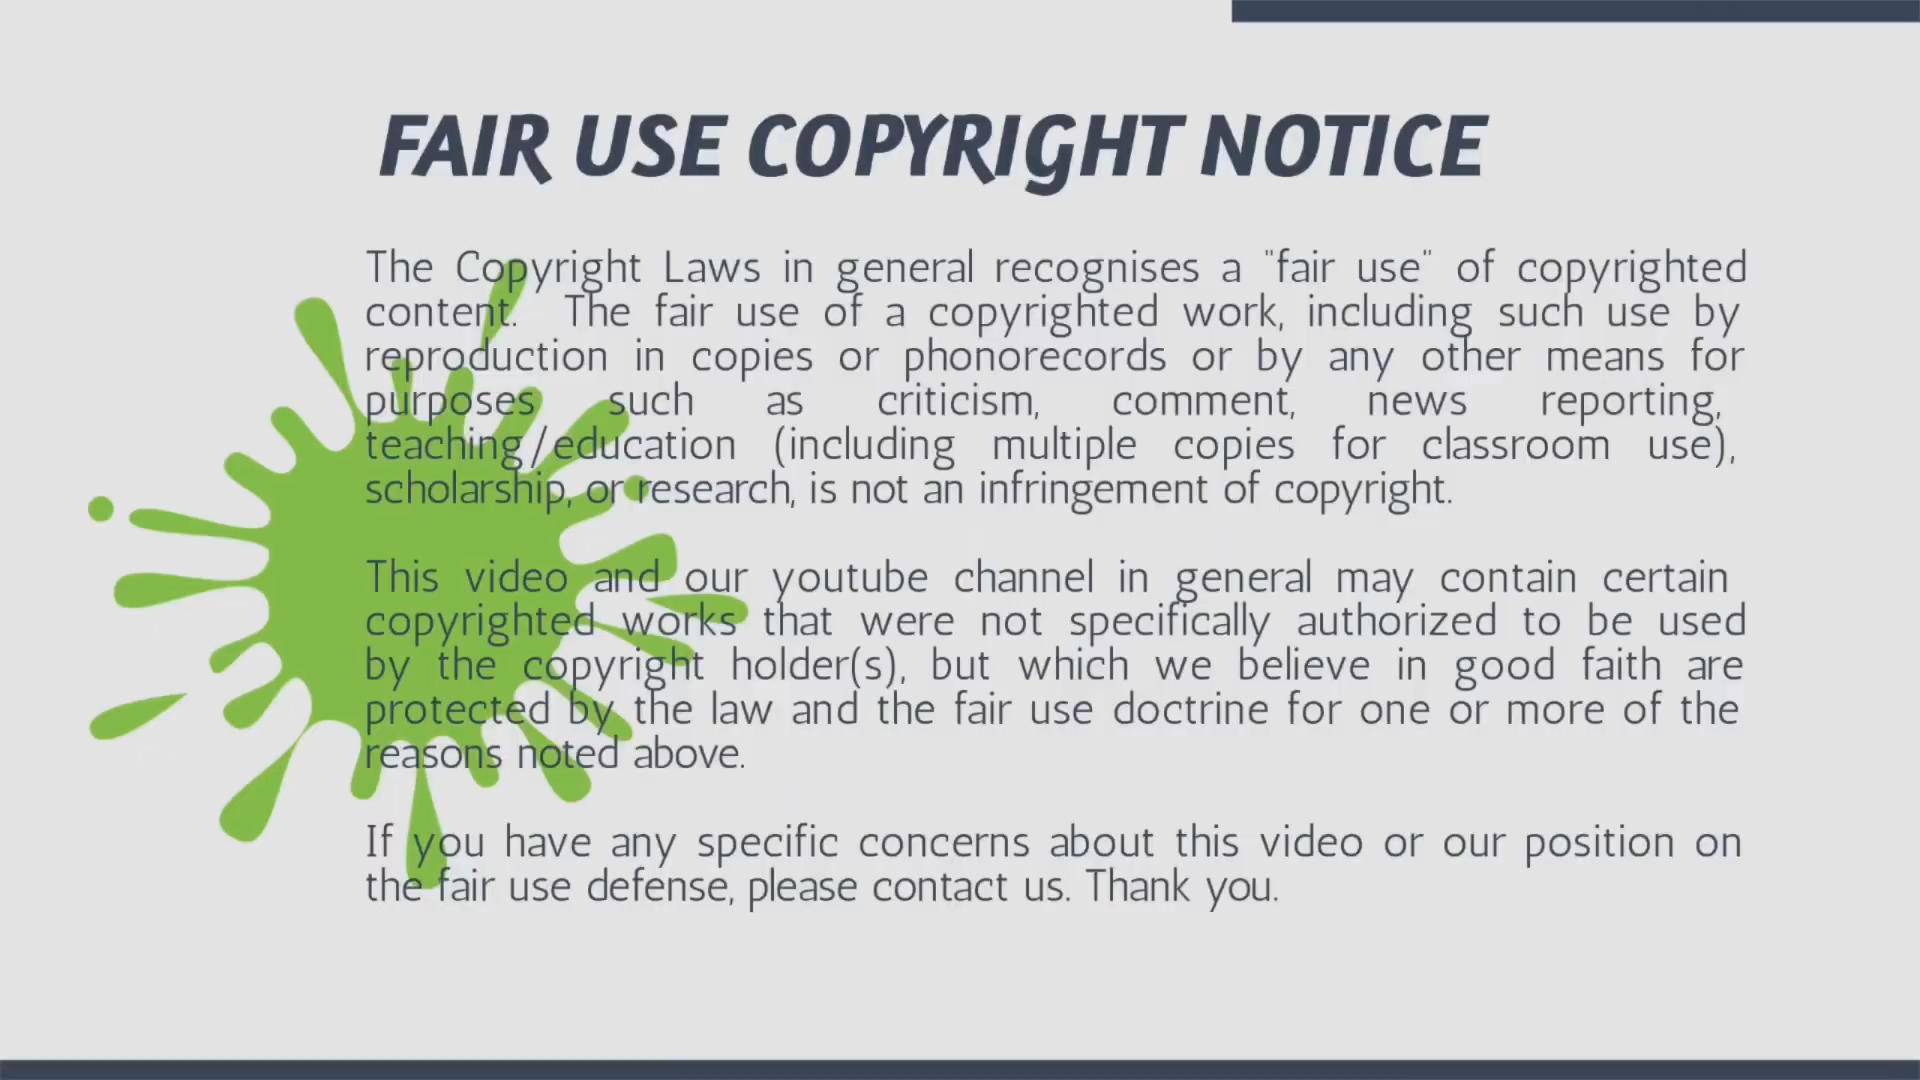 FAIR USE COPYRIGHT NOTICE
The Copyright Laws in general recognises a "fair use" of copyrighted
content. The fair use of a copyrighted work, including such use by
reproduction in copies or phonorecords or by any other means for
purposes such as criticism, comment, news reporting,
teaching/education (including multiple copies for classroom use),
scholarship, or research, is not an infringement of copyright.
This video and our youtube channel in general may contain certain
copyrighted works that were not specifically authorized to be used
by the copyright holder(s), but which we believe in good faith are
protected by the law and the fair use doctrine for one or more of the
reasons noted above.
If you have any specific concerns about this video or our position on
the fair use defense, please contact us. Thank you.